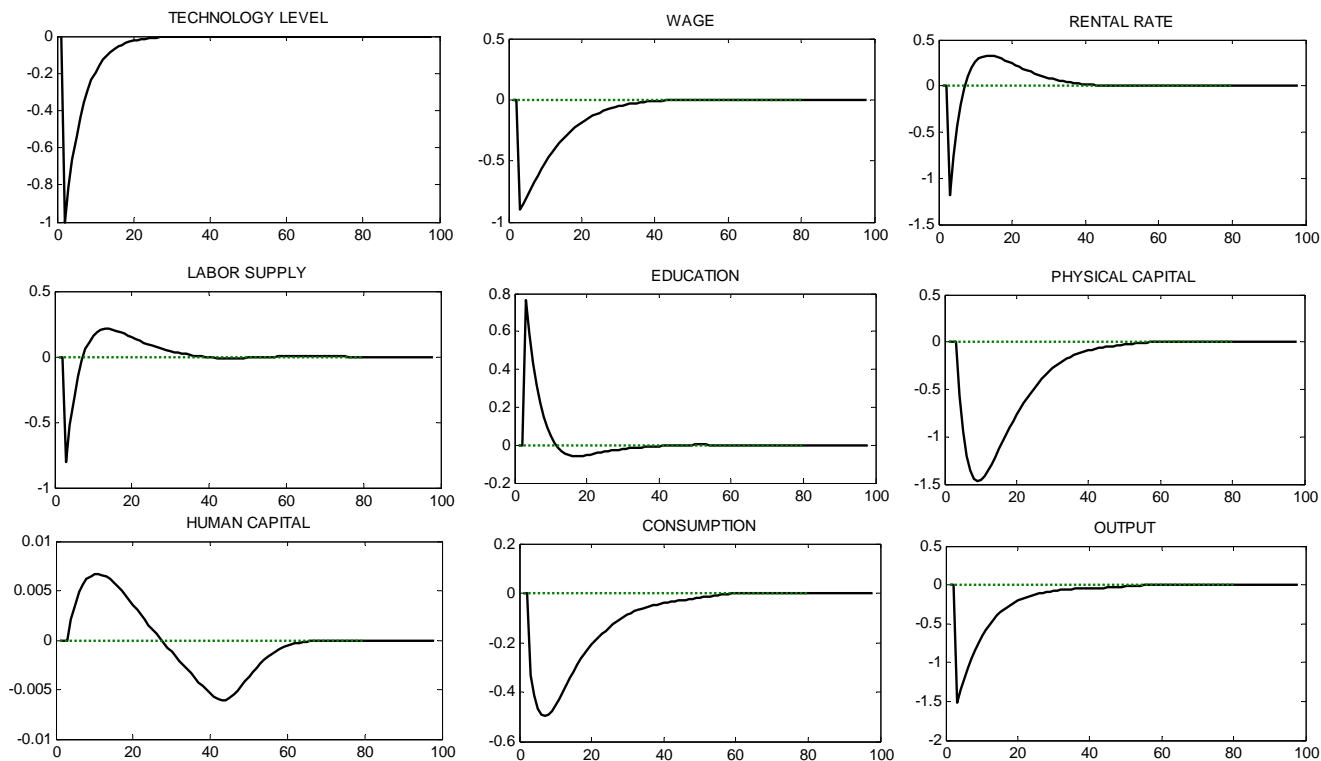 TECHNOLOGY LEVEL
0
-0.2
-0.4
-0.6
-0.8
-1
0 20 40 60 80 100
WAGE
0.5
0
-0.5
-1
0 20 40 60 80 100
RENTAL RATE
0.5
0
-0.5
-1
-1.5
0 20 40 60 80 100
LABOR SUPPLY
0.5
0
-0.5
-1
0 20 40 60 80 100
EDUCATION
0.8
0.6
0.4
0.2
0
-0.2
0 20 40 60 80 100
PHYSICAL CAPITAL
0.5
0
-0.5
-1
-1.5
0 20 40 60 80 100
HUMAN CAPITAL
0.01
0.005
0
-0.005
-0.01
0 20 40 60 80 100
CONSUMPTION
0.2
0
-0.2
-0.4
-0.6
0 20 40 60 80 100
OUTPUT
0.5
0
-0.5
-1
-1.5
-2
0 20 40 60 80 100